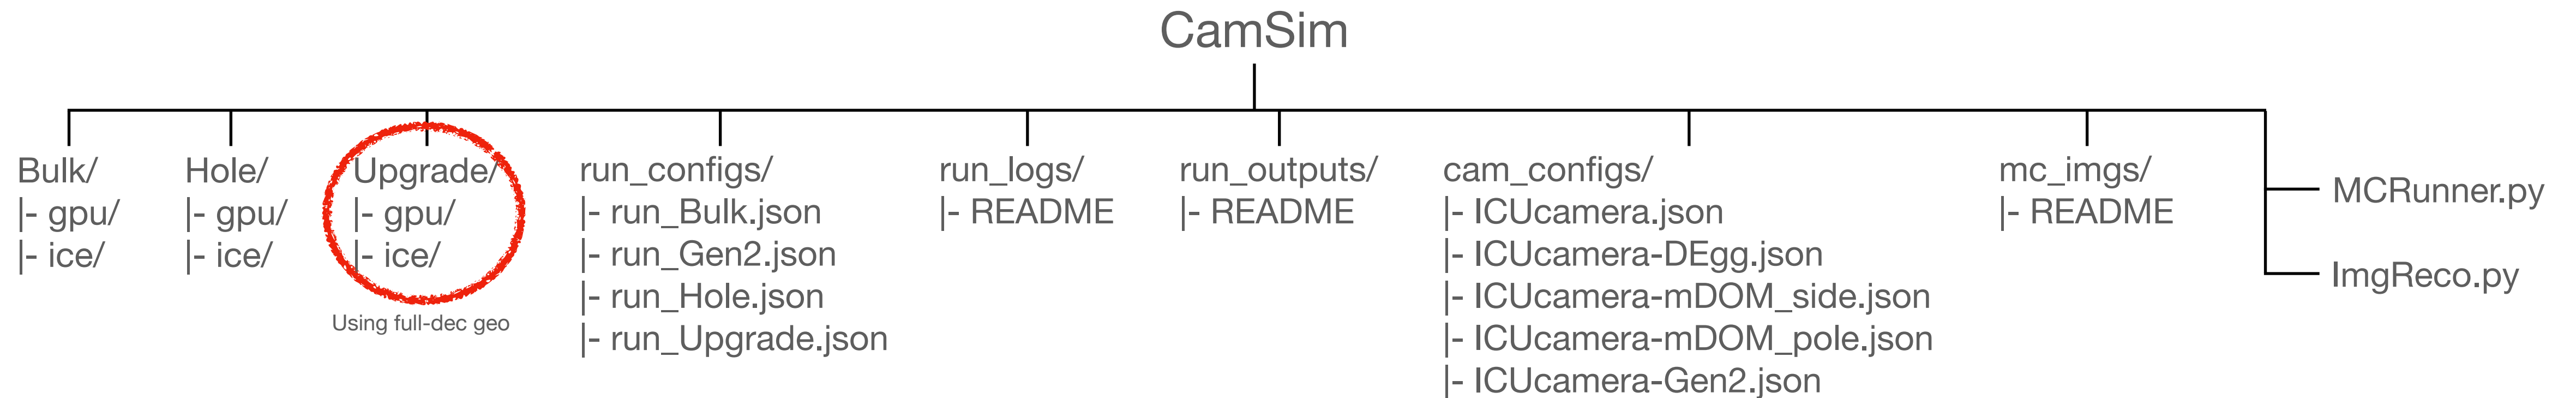 CamSim
Bulk/
|- gpu/
|- ice/
Hole/
|- gpu/
|- ice/
Upgrade/
|- gpu/
|- ice/
Using full-dec geo
run_configs/
|- run_Bulk.json
|- run_Gen2.json
|- run_Hole.json
|- run_Upgrade.json
run_logs/
|- README
run_outputs/
|- README
cam_configs/
|- ICUcamera.json
|- ICUcamera-DEgg.json
|- ICUcamera-mDOM_side.json
|- ICUcamera-mDOM_pole.json
|- ICUcamera-Gen2.json
mc_imgs/
|- README
MCRunner.py
ImgReco.py